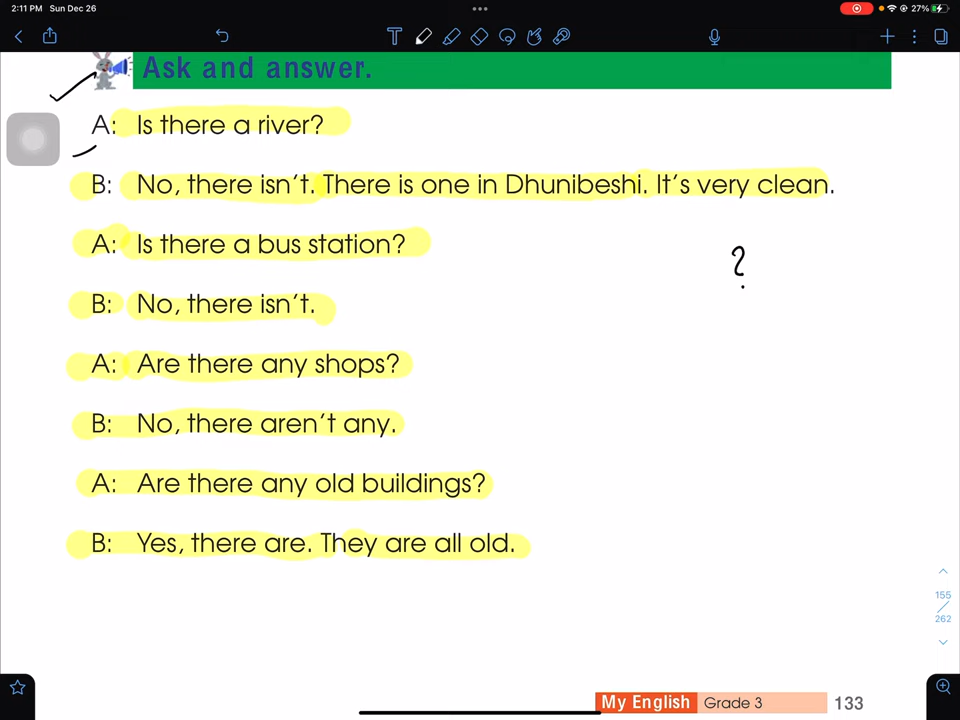 2:11 PM Sun Dec 26
27%
Ask and answer.
A: Is there a river?
B: No, there isn't. There is one in Dhunibeshi. It's very clean.
A: Is there a bus station?
?
B: No, there isn't.
A: Are there any shops?
B: No, there aren't any.
A: Are there any old buildings?
B: Yes, there are. They are all old.
155
262
My English Grade 3 133